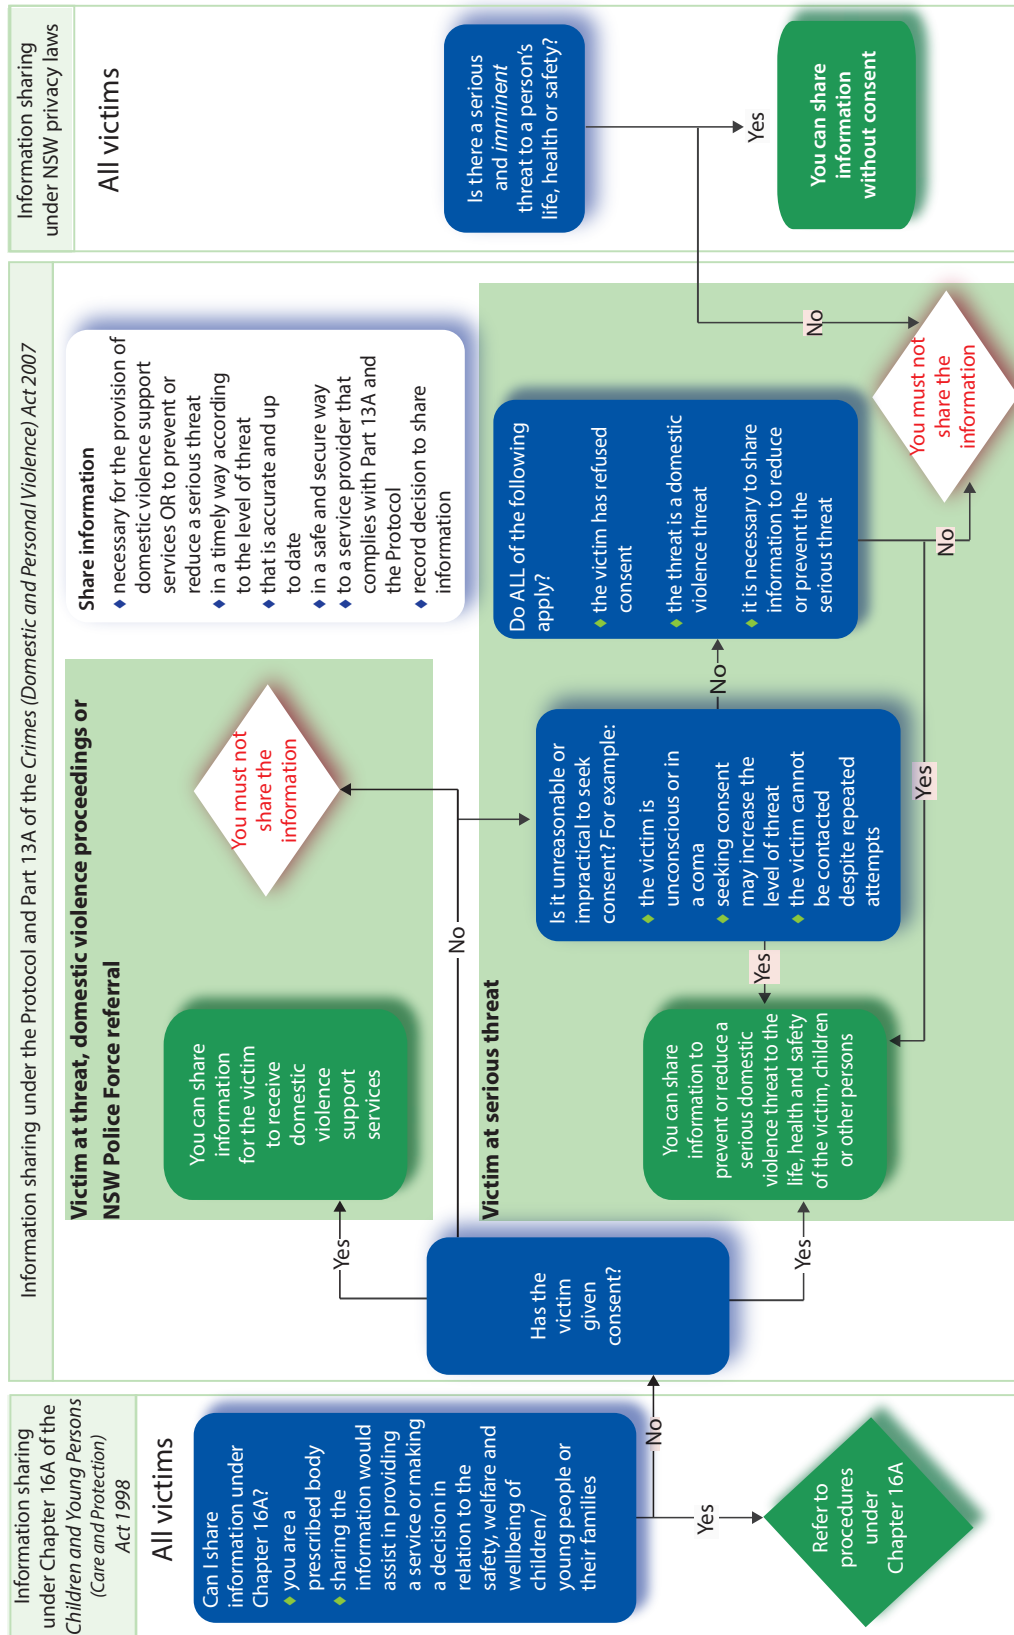 Information sharing
under Chapter 16A of the
Children and Young Persons
(Care and Protection)
Act 1998
All victims
Can I share
information under
Chapter 16A?
♦ you are a
prescribed body
♦ sharing the
information would
assist in providing
a service or making
a decision in
relation to the
safety, welfare and
wellbeing of
children/
young people or
their families
No
Yes
Refer to
procedures
under
Chapter 16A
Information sharing under the Protocol and Part 13A of the Crimes (Domestic and Personal Violence) Act 2007
Has the
victim
given
consent?
Yes
No
Yes
Victim at threat, domestic violence proceedings or
NSW Police Force referral
You can share
information
for the victim
to receive
domestic
violence
support
services
You must not
share the
information
Share information
♦ necessary for the provision of
domestic violence support
services OR to prevent or
reduce a serious threat
♦ in a timely way according
to the level of threat
♦ that is accurate and up
to date
♦ in a safe and secure way
♦ to a service provider that
complies with Part 13A and
the Protocol
♦ record decision to share
information
Victim at serious threat
You can share
information to
prevent or reduce a
serious domestic
violence threat to the
life, health and safety
of the victim, children
or other persons
Yes
Is it unreasonable or
impractical to seek
consent? For example:
♦ the victim is
unconscious or in
a coma
♦ seeking consent
may increase the
level of threat
♦ the victim cannot
be contacted
despite repeated
attempts
No
Do ALL of the following
apply?
♦ the victim has refused
consent
♦ the threat is a domestic
violence threat
♦ it is necessary to share
information to reduce
or prevent the
serious threat
Yes
No
No
You must not
share the
information
Information sharing
under NSW privacy laws
All victims
Is there a serious
and imminent
threat to a person's
life, health or safety?
Yes
You can share
information
without consent